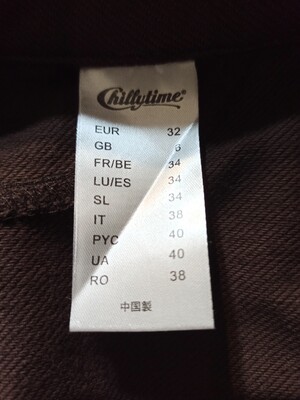 Chillytime®
EUR 32
GB 6
FR/BE 34
LU/ES 34
SL 34
IT 38
PYC 40
UA 40
RO 38
中国製